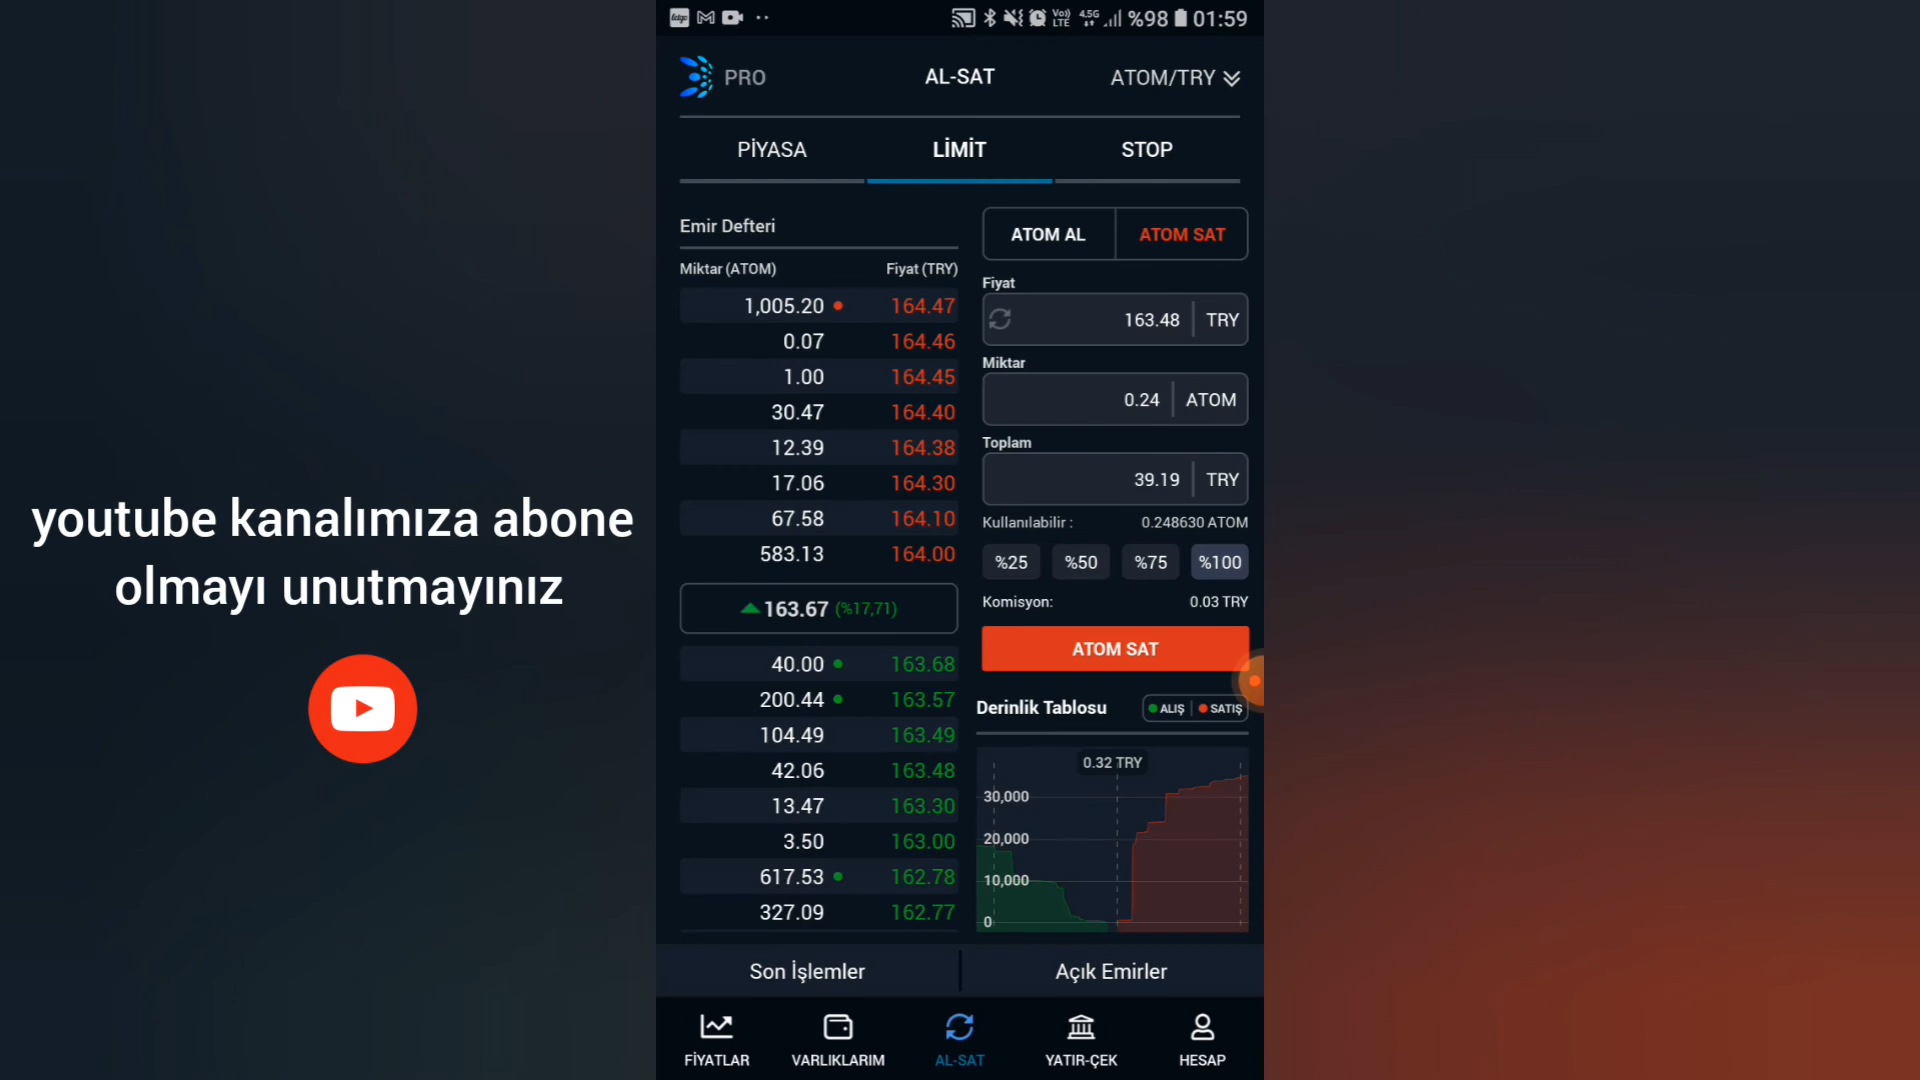 letgo
Vo))
LTE
4.5G
%98
01:59
PRO
AL-SAT
ATOM/TRY
PİYASA
LİMİT
STOP
Emir Defteri
Miktar (ATOM) Fiyat (TRY)
1,005.20 164.47
0.07 164.46
1.00 164.45
30.47 164.40
12.39 164.38
17.06 164.30
67.58 164.10
583.13 164.00
163.67 (%17,71)
40.00 163.68
200.44 163.57
104.49 163.49
42.06 163.48
13.47 163.30
3.50 163.00
617.53 162.78
327.09 162.77
ATOM AL
ATOM SAT
Fiyat
163.48 TRY
Miktar
0.24 ATOM
Toplam
39.19 TRY
Kullanılabilir : 0.248630 ATOM
%25 %50 %75 %100
Komisyon: 0.03 TRY
ATOM SAT
Derinlik Tablosu
ALIŞ
SATIŞ
0.32 TRY
30,000
20,000
10,000
0
Son İşlemler
Açık Emirler
FİYATLAR
VARLIKLARIM
AL-SAT
YATIR-ÇEK
HESAP
youtube kanalımıza abone
olmayı unutmayınız